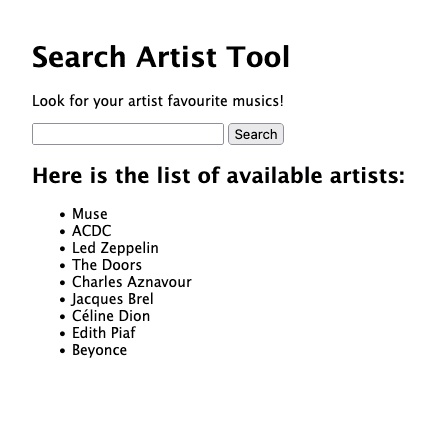 Search Artist Tool
Look for your artist favourite musics!
Search
Here is the list of available artists:
• Muse
• ACDC
• Led Zeppelin
• The Doors
• Charles Aznavour
• Jacques Brel
• Céline Dion
• Edith Piaf
• Beyonce